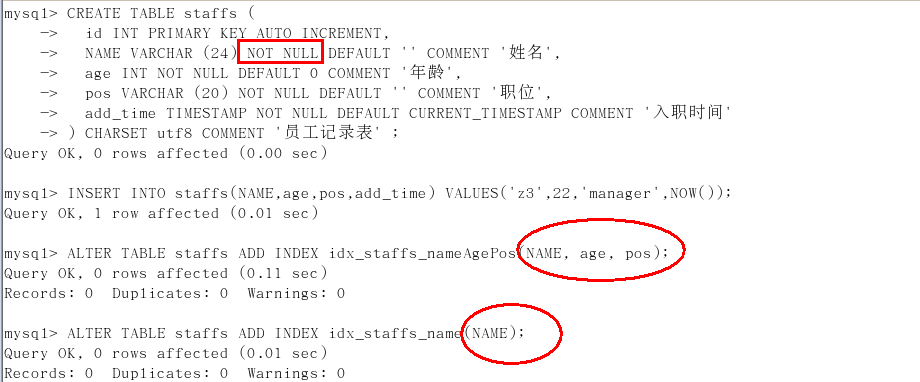 mysql> CREATE TABLE staffs (
    -> id INT PRIMARY KEY AUTO_INCREMENT,
    -> NAME VARCHAR (24) NOT NULL DEFAULT '' COMMENT '姓名',
    -> age INT NOT NULL DEFAULT 0 COMMENT '年龄',
    -> pos VARCHAR (20) NOT NULL DEFAULT '' COMMENT '职位',
    -> add_time TIMESTAMP NOT NULL DEFAULT CURRENT_TIMESTAMP COMMENT '入职时间'
    -> ) CHARSET utf8 COMMENT '员工记录表' ;
Query OK, 0 rows affected (0.00 sec)
mysql> INSERT INTO staffs(NAME,age,pos,add_time) VALUES('z3',22,'manager',NOW());
Query OK, 1 row affected (0.01 sec)
mysql> ALTER TABLE staffs ADD INDEX idx_staffs_nameAgePos(NAME, age, pos);
Query OK, 0 rows affected (0.11 sec)
Records: 0  Duplicates: 0  Warnings: 0
mysql> ALTER TABLE staffs ADD INDEX idx_staffs_name(NAME);
Query OK, 0 rows affected (0.01 sec)
Records: 0  Duplicates: 0  Warnings: 0